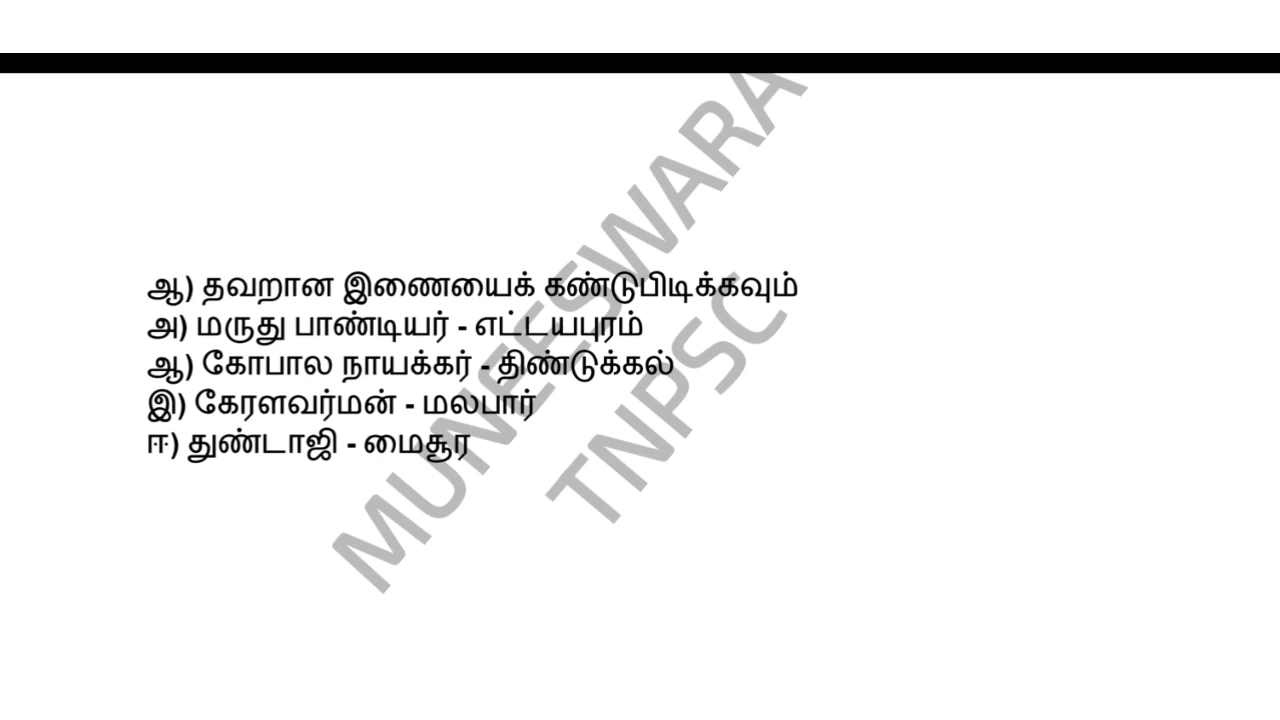 ஆ) தவறான இணையைக் கண்டுபிடிக்கவும்
அ) மருது பாண்டியர் - எட்டயபுரம்
ஆ) கோபால நாயக்கர் - திண்டுக்கல்
இ) கேரளவர்மன் - மலபார்
ஈ) துண்டாஜி - மைசூர
MUNEESWARA
TNPSC